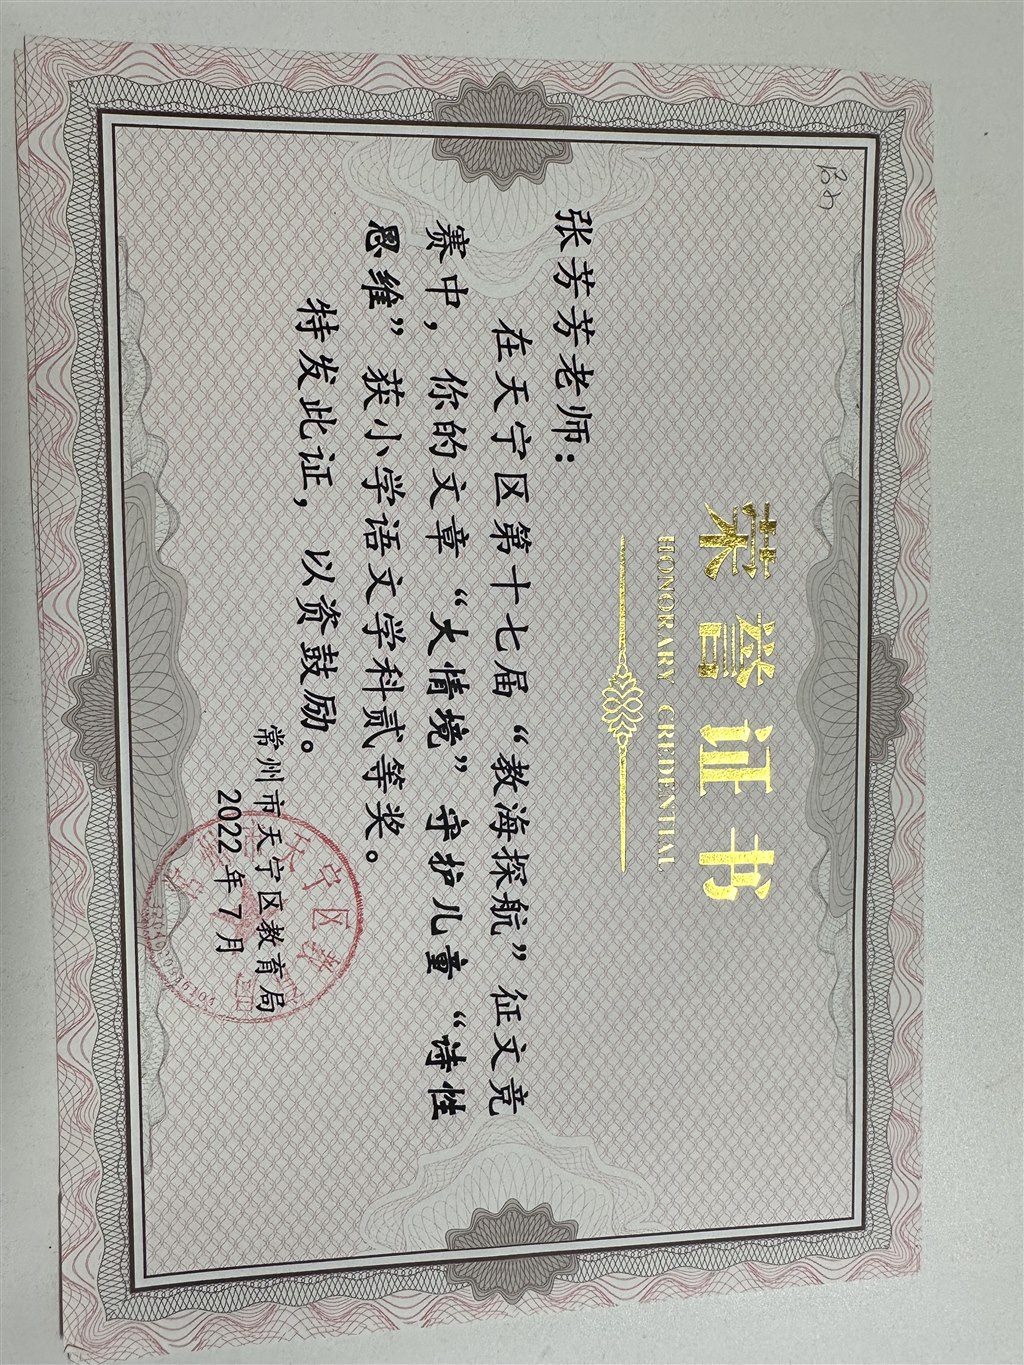 荣誉证书
HONORARY CREDENTIAL
张芳芳老师：
在天宁区第十七届“教海探航”征文竞
赛中，你的文章“大情境”守护儿童“诗性
思维”获小学语文学科贰等奖。
特发此证，以资鼓励。
常州市天宁区教育局
2022年7月